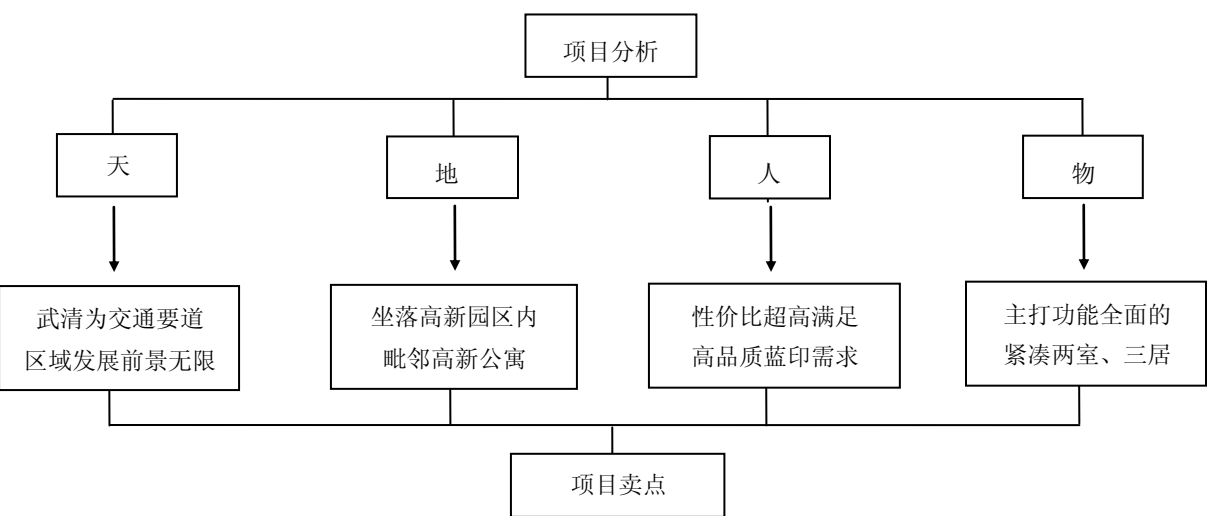 项目分析
天
地
人
物
武清为交通要道
区域发展前景无限
坐落高新园区内
毗邻高新公寓
性价比超高满足
高品质蓝印需求
主打功能全面的
紧凑两室、三居
项目卖点